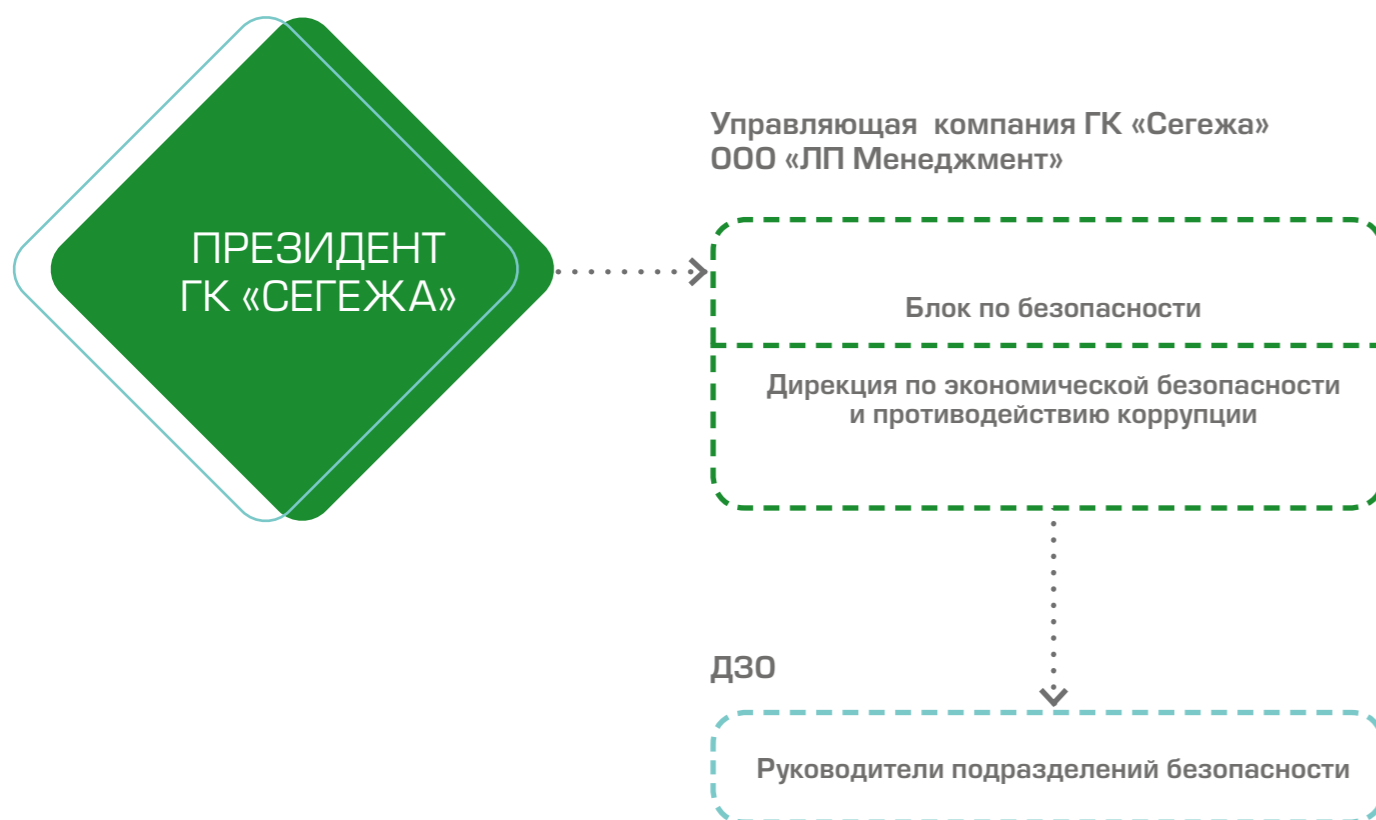 ПРЕЗИДЕНТ
ГК «СЕГЕЖА»
Управляющая компания ГК «Сегежа»
ООО «ЛП Менеджмент»
Блок по безопасности
Дирекция по экономической безопасности
и противодействию коррупции
ДЗО
Руководители подразделений безопасности